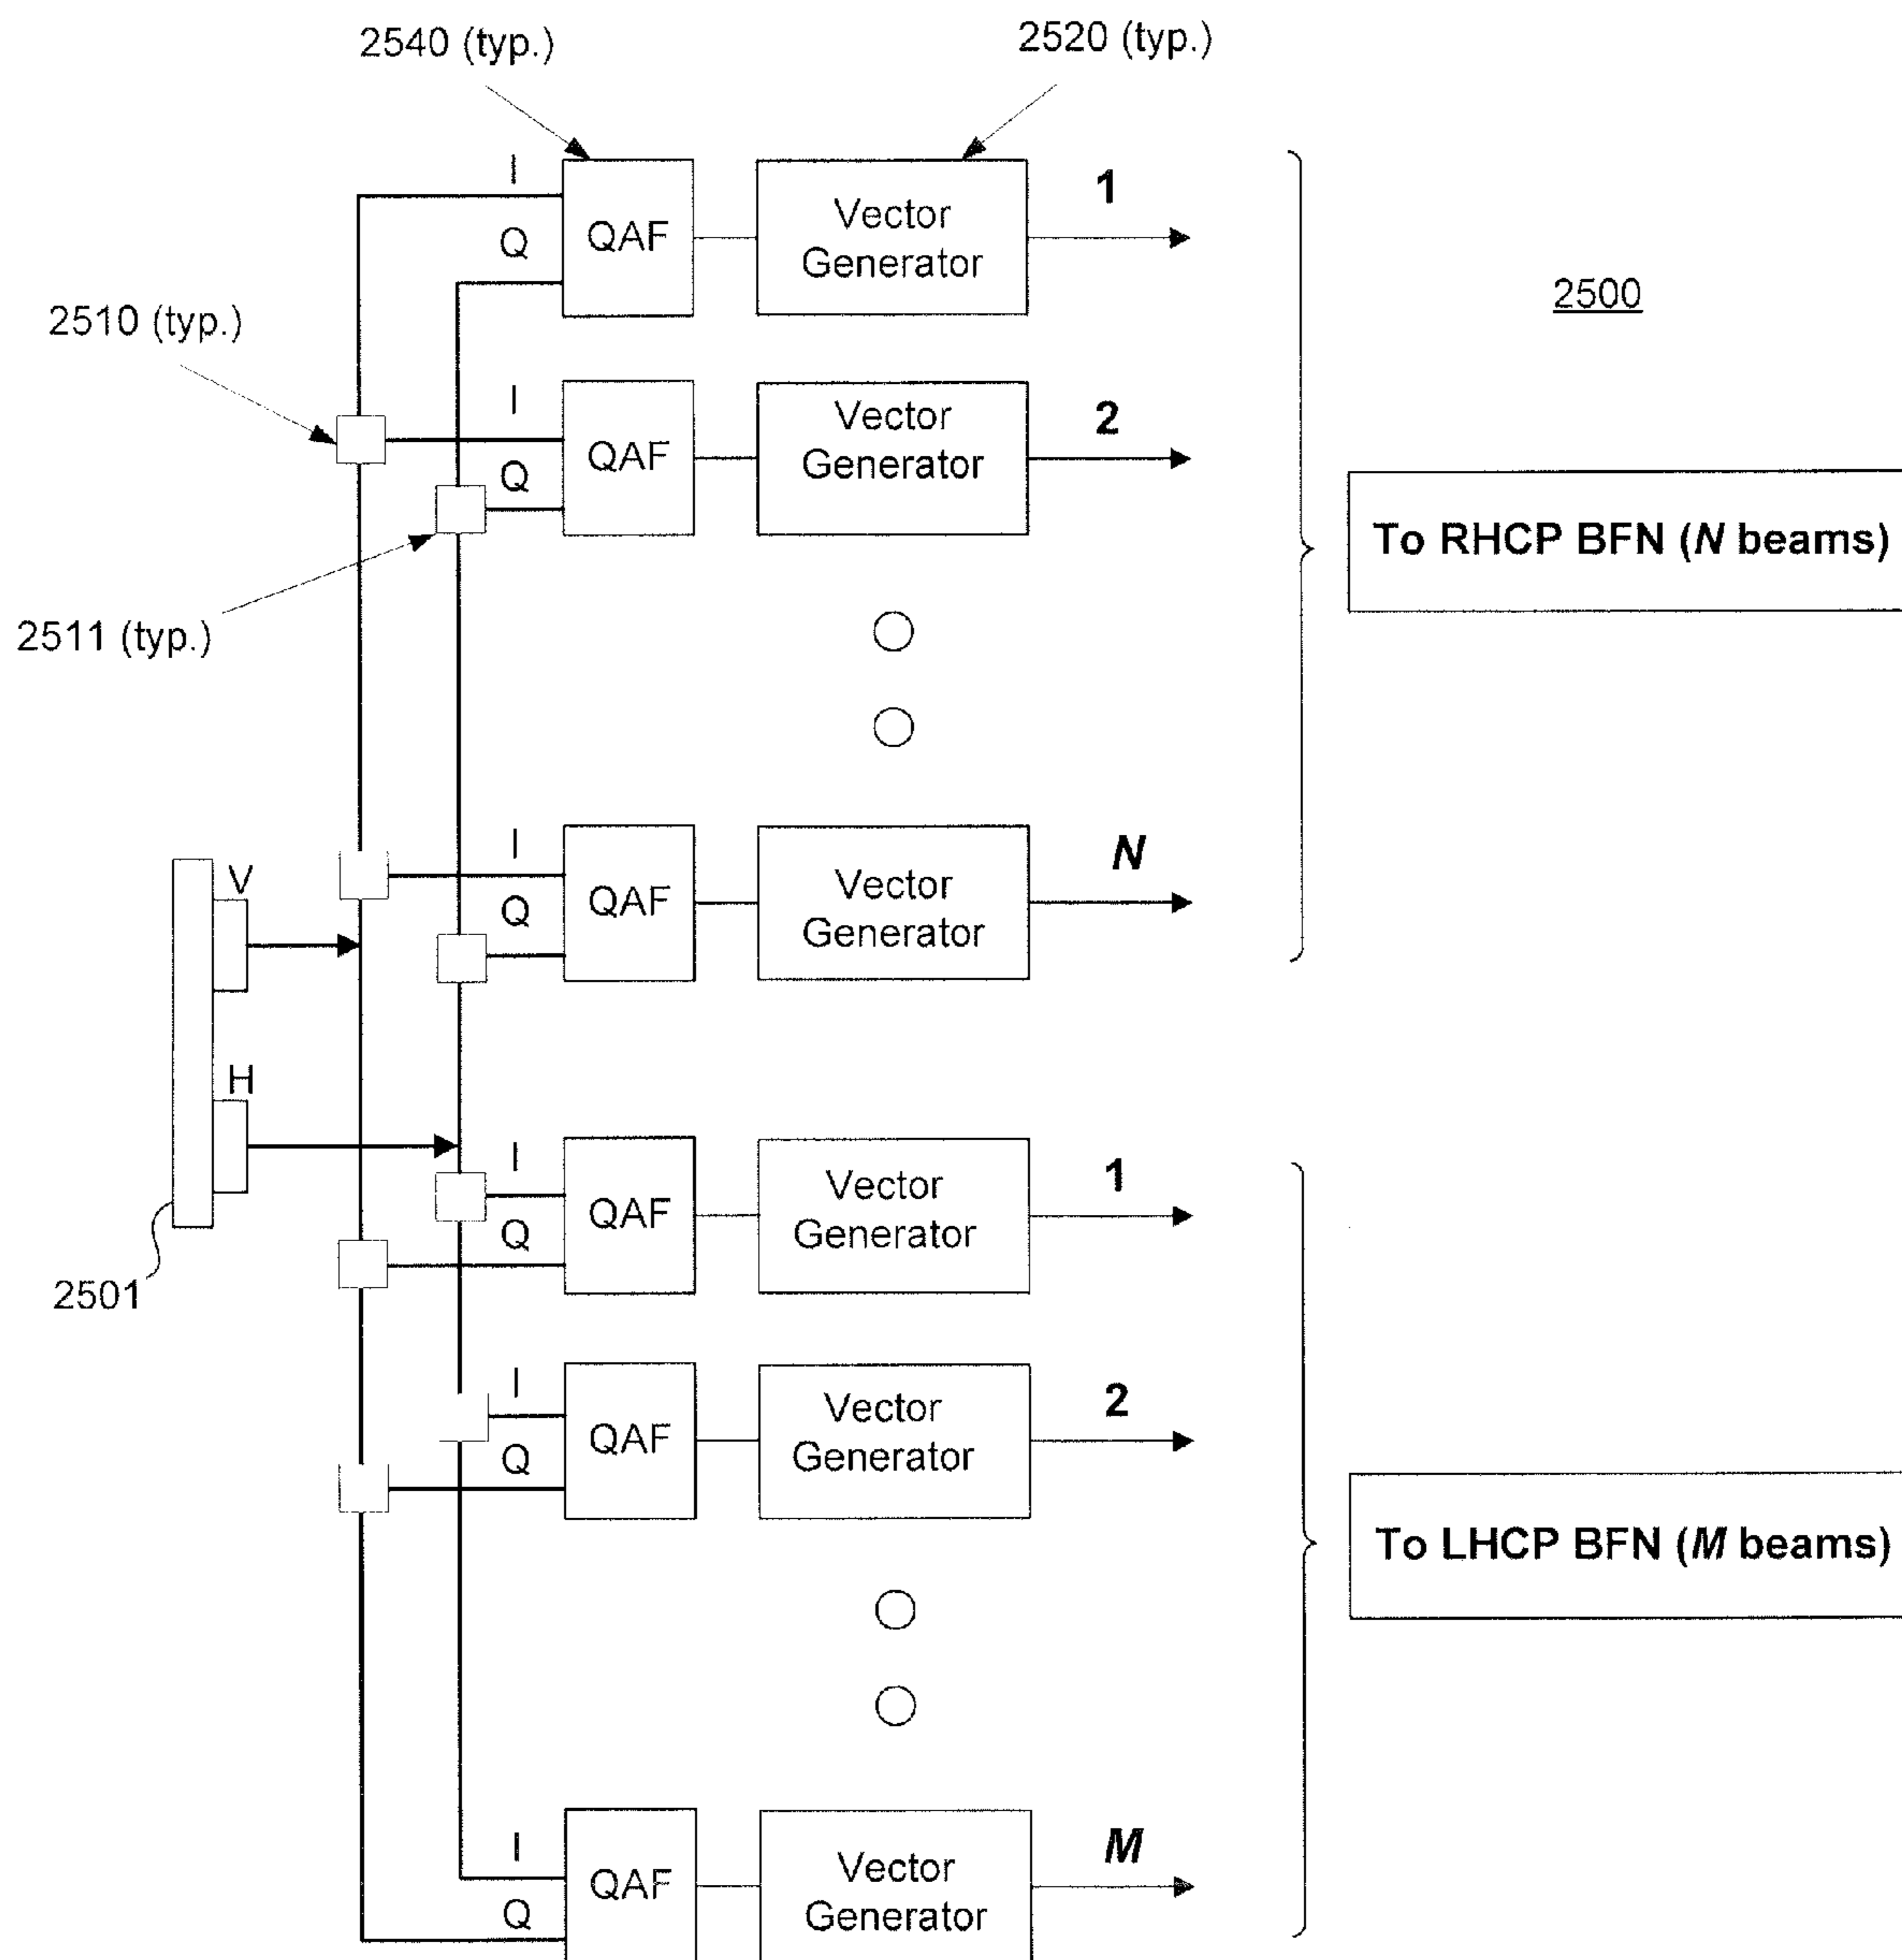 2540 (typ.)
2520 (typ.)
I
Q
QAF
Vector
Generator
1
2500
2510 (typ.)
I
Q
QAF
Vector
Generator
2
To RHCP BFN (N beams)
2511 (typ.)
I
Q
QAF
Vector
Generator
N
V
H
I
Q
QAF
Vector
Generator
1
2501
I
Q
QAF
Vector
Generator
2
To LHCP BFN (M beams)
I
Q
QAF
Vector
Generator
M